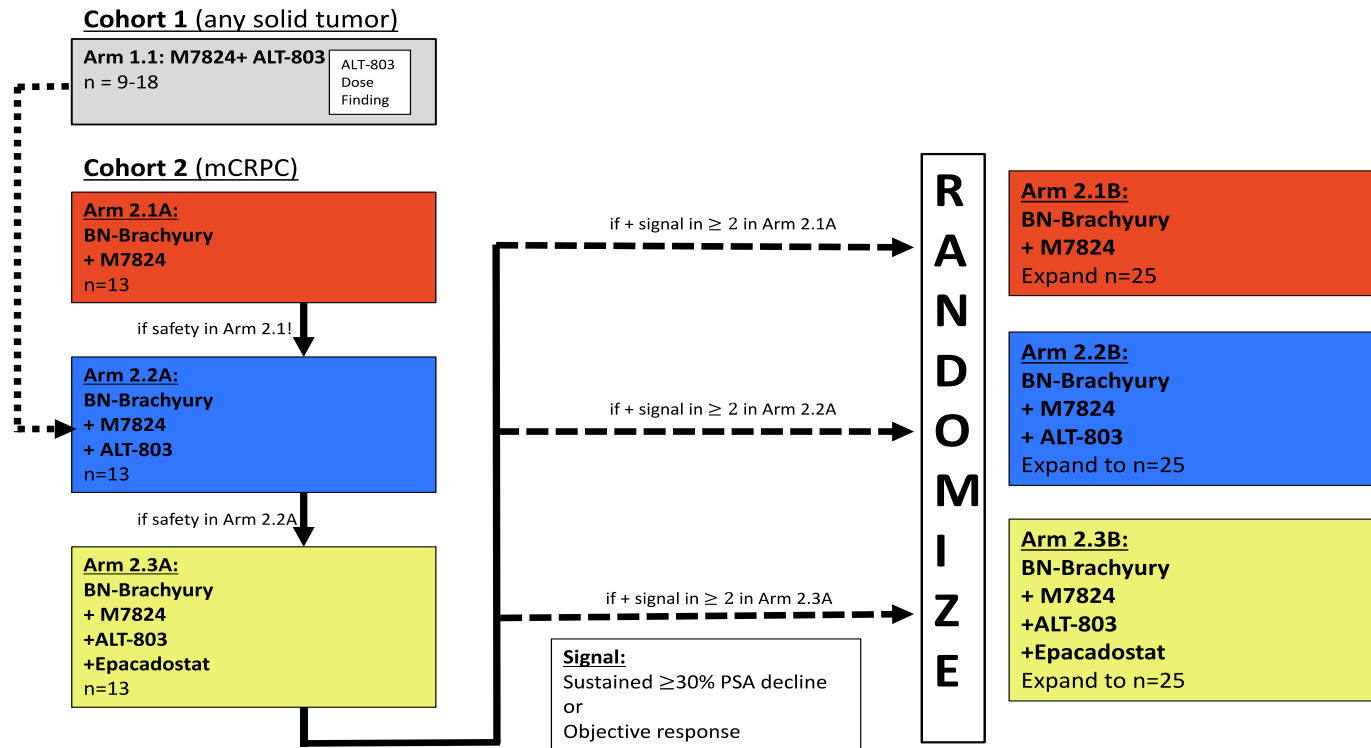 Cohort 1 (any solid tumor)
Arm 1.1: M7824+ ALT-803
n = 9-18
ALT-803
Dose
Finding
Cohort 2 (mCRPC)
Arm 2.1A:
BN-Brachyury
+ M7824
n=13
if safety in Arm 2.1!
Arm 2.2A:
BN-Brachyury
+ M7824
+ ALT-803
n=13
if safety in Arm 2.2A
Arm 2.3A:
BN-Brachyury
+ M7824
+ALT-803
+Epacadostat
n=13
if + signal in ≥ 2 in Arm 2.1A
if + signal in ≥ 2 in Arm 2.2A
if + signal in ≥ 2 in Arm 2.3A
Signal:
Sustained ≥30% PSA decline
or
Objective response
R
A
N
D
O
M
I
Z
E
Arm 2.1B:
BN-Brachyury
+ M7824
Expand n=25
Arm 2.2B:
BN-Brachyury
+ M7824
+ ALT-803
Expand to n=25
Arm 2.3B:
BN-Brachyury
+ M7824
+ALT-803
+Epacadostat
Expand to n=25